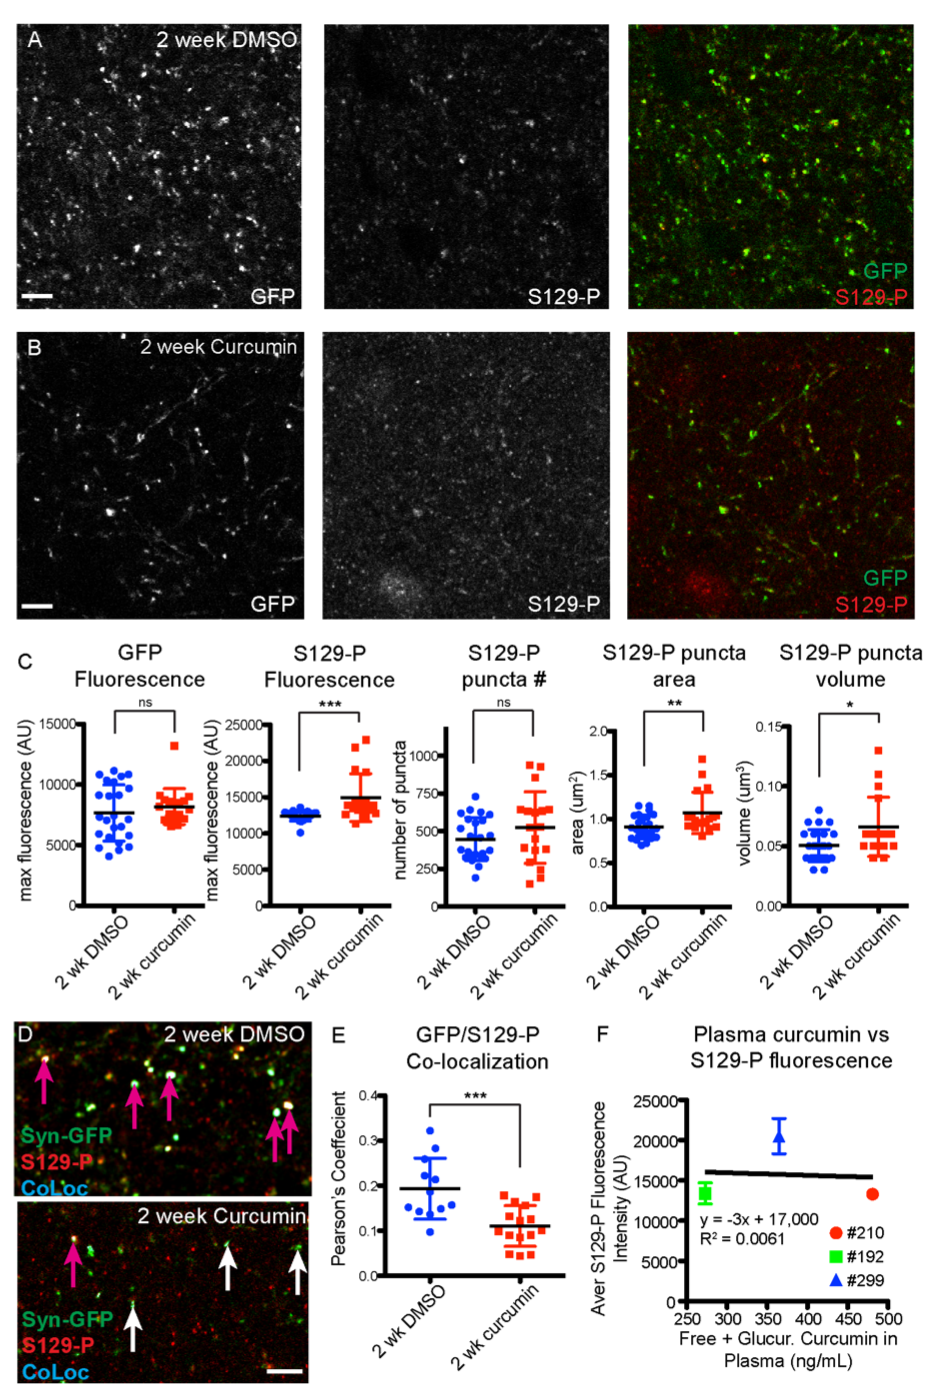 A
2 week DMSO
GFP
S129-P
GFP
S129-P
B
2 week Curcumin
GFP
S129-P
GFP
S129-P
C
GFP
Fluorescence
ns
max fluorescence (AU)
15000
10000
5000
0
2 wk DMSO
2 wk curcumin
S129-P
Fluorescence
***
max fluorescence (AU)
25000
20000
15000
10000
5000
0
2 wk DMSO
2 wk curcumin
S129-P
puncta #
ns
number of puncta
1000
750
500
250
0
2 wk DMSO
2 wk curcumin
S129-P puncta
area
**
area (um²)
2.0
1.5
1.0
0.5
0.0
2 wk DMSO
2 wk curcumin
S129-P puncta
volume
*
volume (um³)
0.15
0.10
0.05
0.00
2 wk DMSO
2 wk curcumin
D
2 week DMSO
Syn-GFP
S129-P
CoLoc
2 week Curcumin
Syn-GFP
S129-P
CoLoc
E
GFP/S129-P
Co-localization
***
Pearson's Coeffecient
0.4
0.3
0.2
0.1
0.0
2 wk DMSO
2 wk curcumin
F
Plasma curcumin vs
S129-P fluorescence
Aver S129-P Fluorescence
Intensity (AU)
25000
20000
15000
10000
5000
0
y = -3x + 17,000
R² = 0.0061
#210
#192
#299
250
300
350
400
450
500
Free + Glucur. Curcumin in
Plasma (ng/mL)